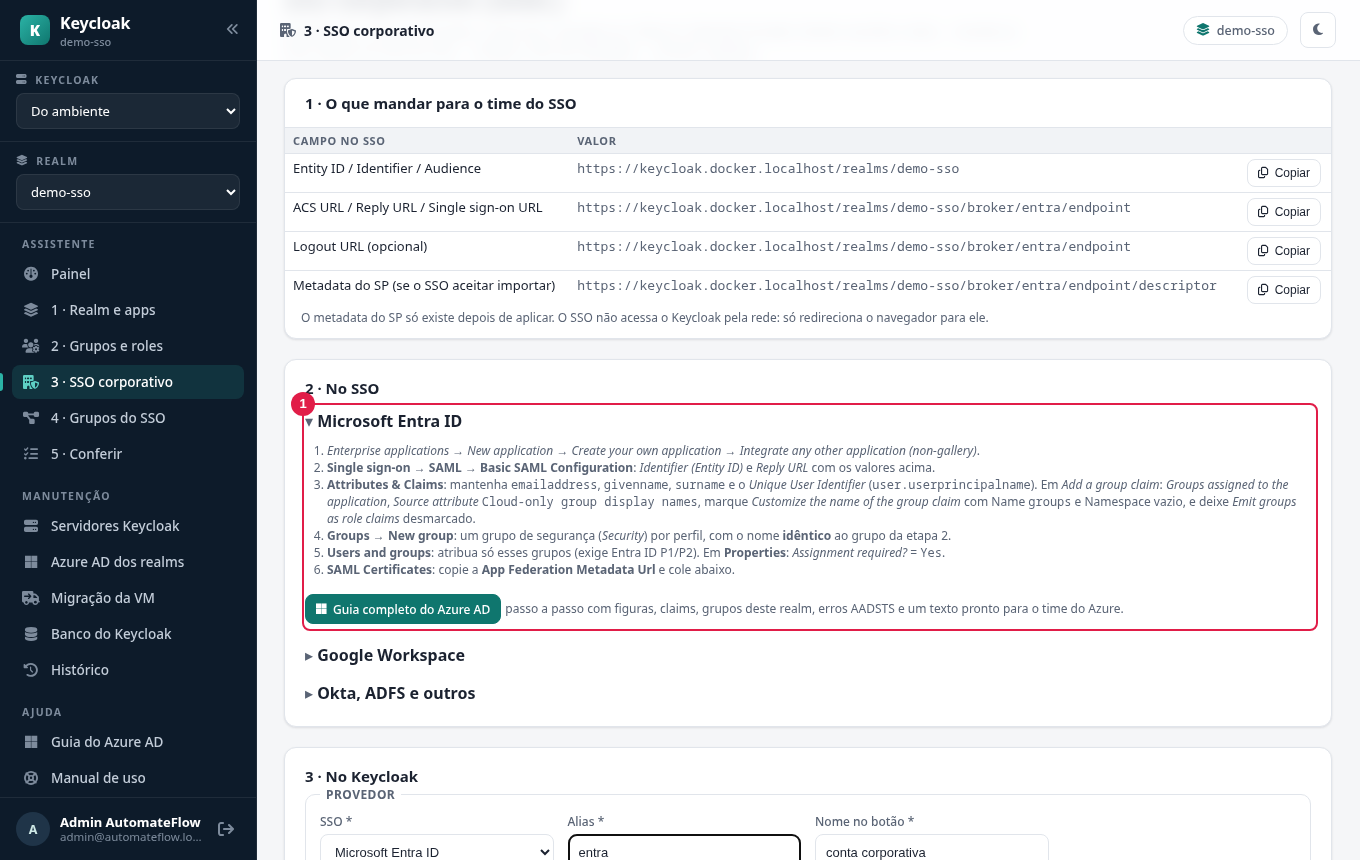 K
Keycloak
demo-sso
KEYCLOAK
Do ambiente
REALM
demo-sso
ASSISTENTE
Painel
1 · Realm e apps
2 · Grupos e roles
3 · SSO corporativo
4 · Grupos do SSO
5 · Conferir
MANUTENÇÃO
Servidores Keycloak
Azure AD dos realms
Migração da VM
Banco do Keycloak
Histórico
AJUDA
Guia do Azure AD
Manual de uso
A
Admin AutomateFlow
admin@automateflow.lo...
3 · SSO corporativo
demo-sso
1 · O que mandar para o time do SSO
CAMPO NO SSO VALOR
Entity ID / Identifier / Audience https://keycloak.docker.localhost/realms/demo-sso Copiar
ACS URL / Reply URL / Single sign-on URL https://keycloak.docker.localhost/realms/demo-sso/broker/entra/endpoint Copiar
Logout URL (opcional) https://keycloak.docker.localhost/realms/demo-sso/broker/entra/endpoint Copiar
Metadata do SP (se o SSO aceitar importar) https://keycloak.docker.localhost/realms/demo-sso/broker/entra/endpoint/descriptor Copiar
O metadata do SP só existe depois de aplicar. O SSO não acessa o Keycloak pela rede: só redireciona o navegador para ele.
2 · No SSO
1
▾ Microsoft Entra ID
1. Enterprise applications → New application → Create your own application → Integrate any other application (non-gallery).
2. Single sign-on → SAML → Basic SAML Configuration: Identifier (Entity ID) e Reply URL com os valores acima.
3. Attributes & Claims: mantenha emailaddress, givenname, surname e o Unique User Identifier (user.userprincipalname). Em Add a group claim: Groups assigned to the
application, Source attribute Cloud-only group display names, marque Customize the name of the group claim com Name groups e Namespace vazio, e deixe Emit groups
as role claims desmarcado.
4. Groups → New group: um grupo de segurança (Security) por perfil, com o nome idêntico ao grupo da etapa 2.
5. Users and groups: atribua só esses grupos (exige Entra ID P1/P2). Em Properties: Assignment required? = Yes.
6. SAML Certificates: copie a App Federation Metadata Url e cole abaixo.
Guia completo do Azure AD passo a passo com figuras, claims, grupos deste realm, erros AADSTS e um texto pronto para o time do Azure.
▸ Google Workspace
▸ Okta, ADFS e outros
3 · No Keycloak
PROVEDOR
SSO * Alias * Nome no botão *
Microsoft Entra ID entra conta corporativa